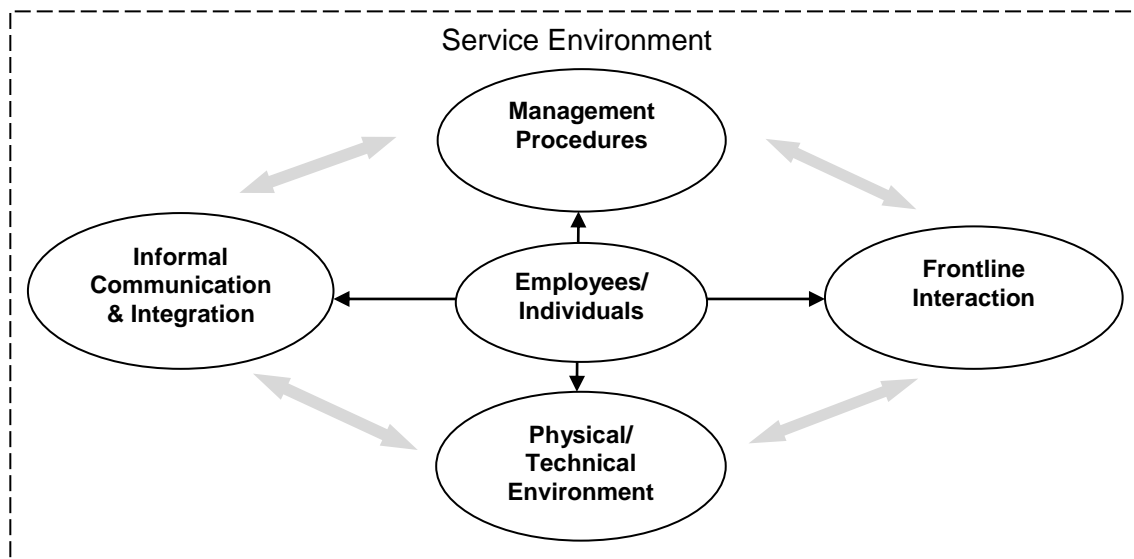 Service Environment
Management
Procedures
Informal
Communication
& Integration
Employees/
Individuals
Frontline
Interaction
Physical/
Technical
Environment